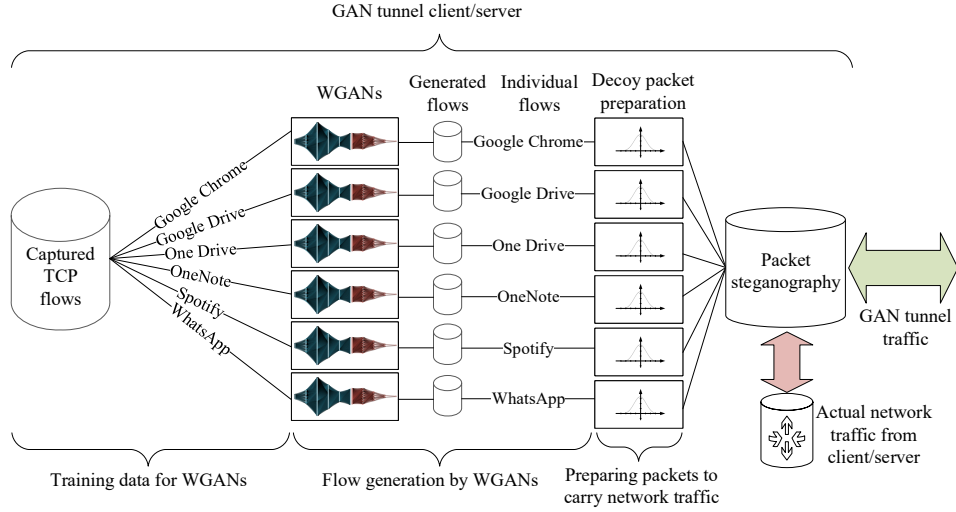 GAN tunnel client/server
WGANs
Generated
flows
Individual
flows
Decoy packet
preparation
Captured
TCP
flows
Google Chrome
Google Drive
One Drive
OneNote
Spotify
WhatsApp
Google Chrome
Google Drive
One Drive
OneNote
Spotify
WhatsApp
Packet
steganography
GAN tunnel
traffic
Actual network
traffic from
client/server
Training data for WGANs
Flow generation by WGANs
Preparing packets to
carry network traffic